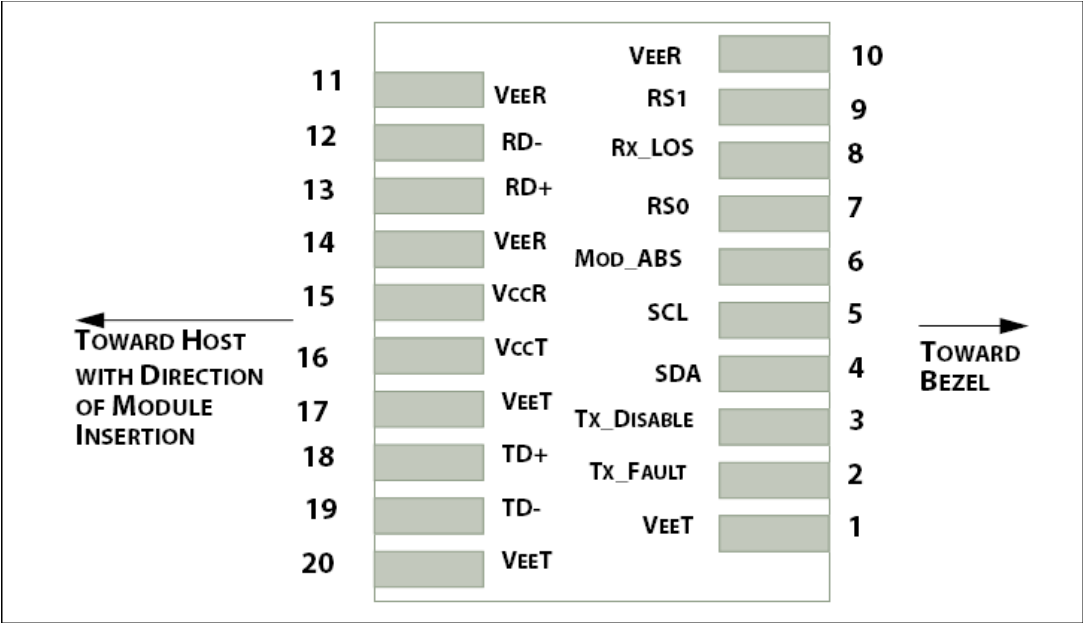 11 VEER
12 RD-
13 RD+
14 VEER
15 VCCR
16 VCCT
17 VEET
18 TD+
19 TD-
20 VEET
VEER 10
RS1 9
RX_LOS 8
RS0 7
MOD_ABS 6
SCL 5
SDA 4
TX_DISABLE 3
TX_FAULT 2
VEET 1
TOWARD HOST
WITH DIRECTION
OF MODULE
INSERTION
TOWARD
BEZEL